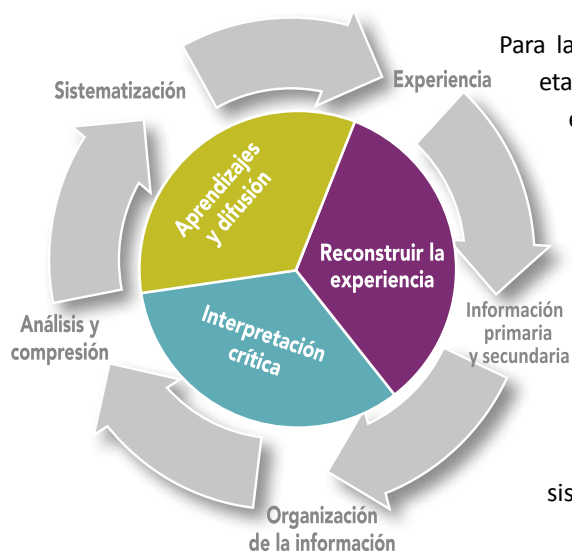 Para la
eta
Experiencia
Sistematización
Aprendizajes
y difusión
Reconstruir la
experiencia
Interpretación
crítica
Información
primaria
y secundaria
Análisis y
compresión
sis
Organización
de la información